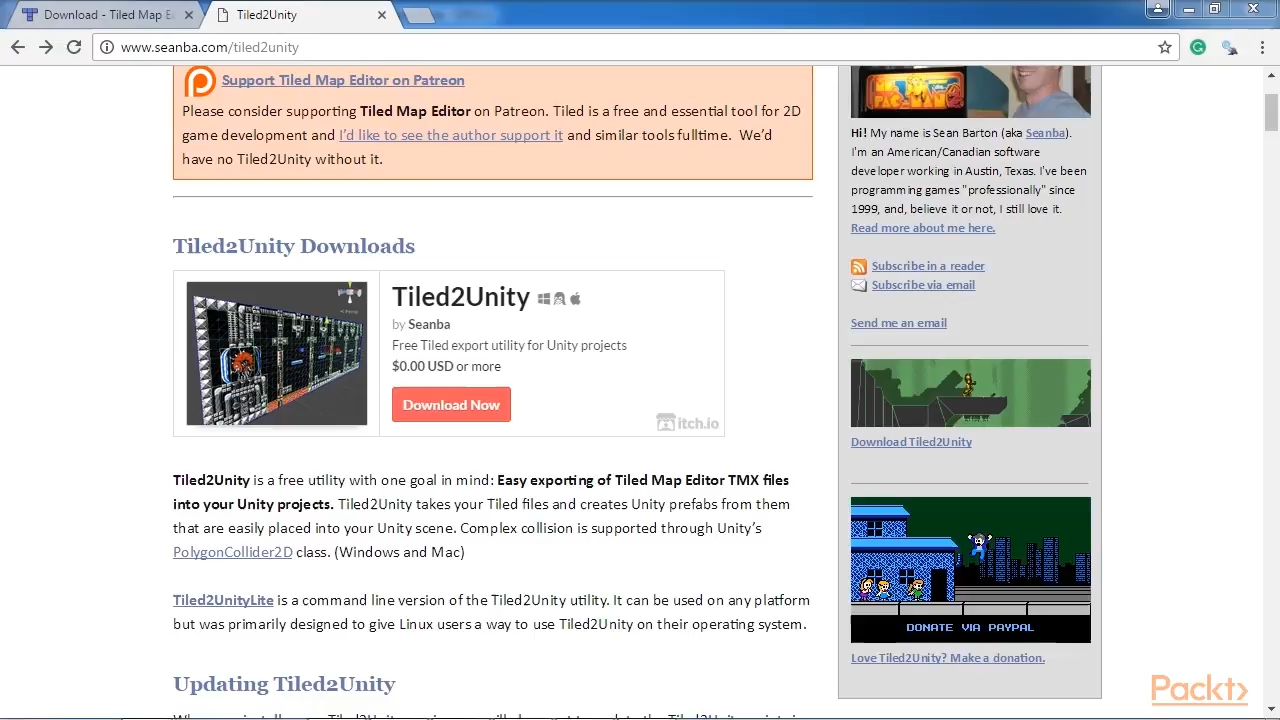 Download - Tiled Map E
Tiled2Unity
www.seanba.com/tiled2unity
Support Tiled Map Editor on Patreon
Please consider supporting Tiled Map Editor on Patreon. Tiled is a free and essential tool for 2D
game development and I'd like to see the author support it and similar tools fulltime. We'd
have no Tiled2Unity without it.
Tiled2Unity Downloads
Tiled2Unity
by Seanba
Free Tiled export utility for Unity projects
$0.00 USD or more
Download Now
itch.io
Tiled2Unity is a free utility with one goal in mind: Easy exporting of Tiled Map Editor TMX files
into your Unity projects. Tiled2Unity takes your Tiled files and creates Unity prefabs from them
that are easily placed into your Unity scene. Complex collision is supported through Unity's
PolygonCollider2D class. (Windows and Mac)
Tiled2UnityLite is a command line version of the Tiled2Unity utility. It can be used on any platform
but was primarily designed to give Linux users a way to use Tiled2Unity on their operating system.
Updating Tiled2Unity
Hi! My name is Sean Barton (aka Seanba).
I'm an American/Canadian software
developer working in Austin, Texas. I've been
programming games "professionally" since
1999, and, believe it or not, I still love it.
Read more about me here.
Subscribe in a reader
Subscribe via email
Send me an email
Download Tiled2Unity
DONATE VIA PAYPAL
Love Tiled2Unity? Make a donation.
Packt